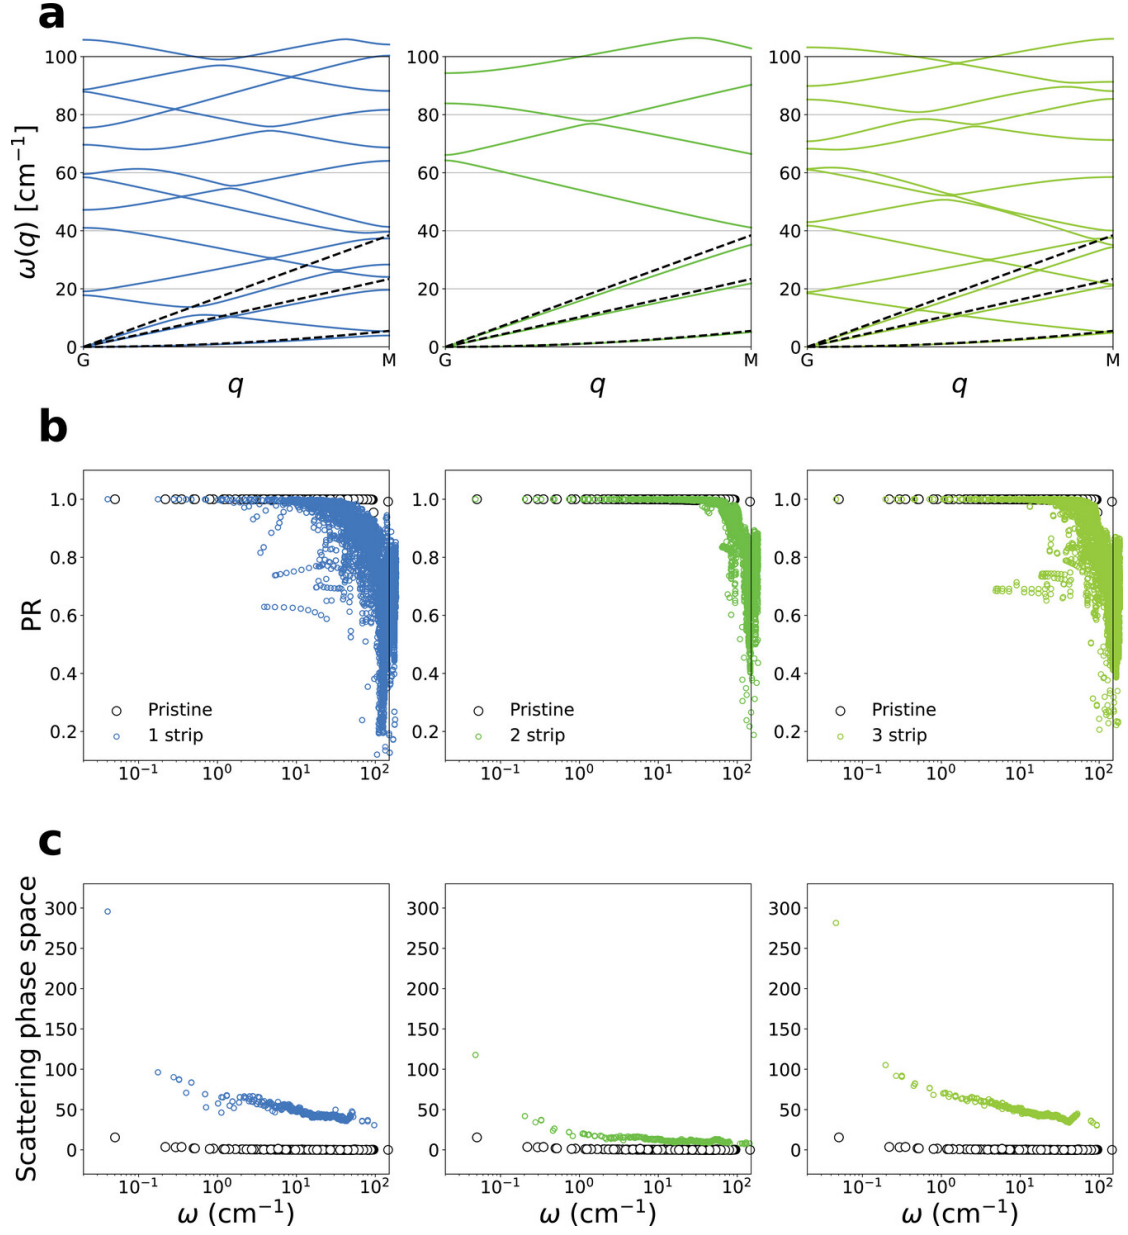 a
ω(q) [cm⁻¹]
100
80
60
40
20
0
G M
q
G M
q
G M
q
100
80
60
40
20
0
100
80
60
40
20
0
b
PR
1.0
0.8
0.6
0.4
0.2
Pristine
1 strip
10⁻¹ 10⁰ 10¹ 10²
1.0
0.8
0.6
0.4
0.2
Pristine
2 strip
10⁻¹ 10⁰ 10¹ 10²
1.0
0.8
0.6
0.4
0.2
Pristine
3 strip
10⁻¹ 10⁰ 10¹ 10²
c
Scattering phase space
300
250
200
150
100
50
0
10⁻¹ 10⁰ 10¹ 10²
ω (cm⁻¹)
300
250
200
150
100
50
0
10⁻¹ 10⁰ 10¹ 10²
ω (cm⁻¹)
300
250
200
150
100
50
0
10⁻¹ 10⁰ 10¹ 10²
ω (cm⁻¹)